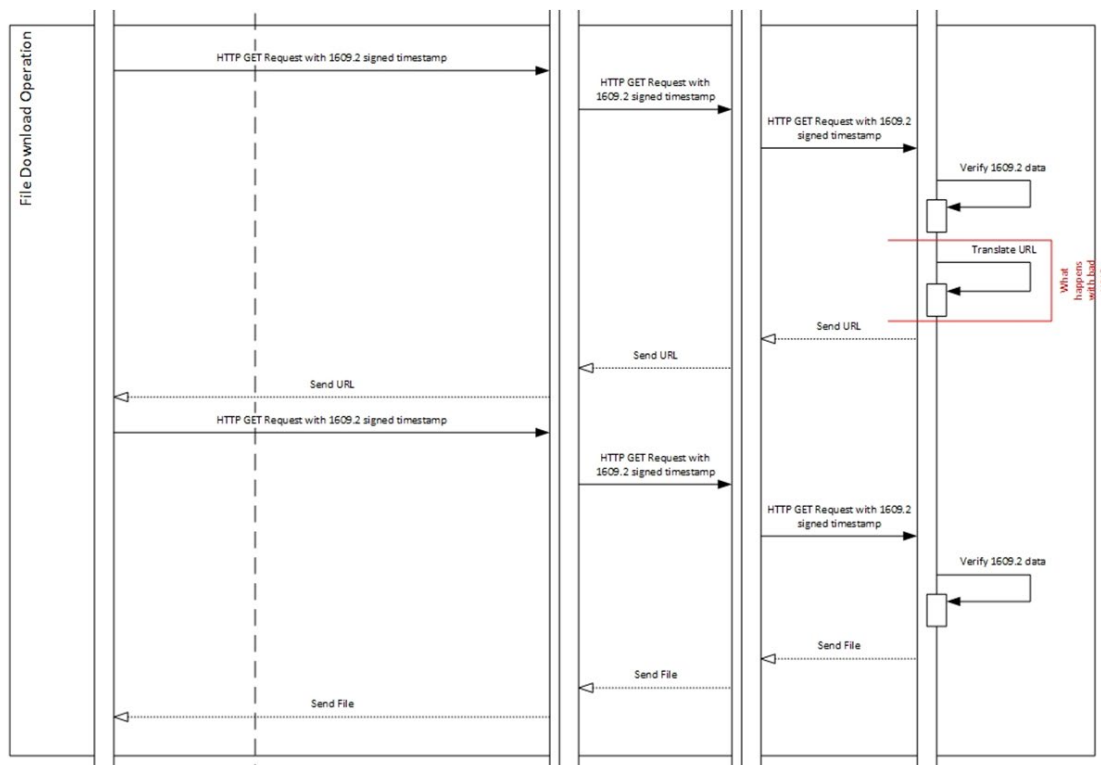 File Download Operation
HTTP GET Request with 1609.2 signed timestamp
HTTP GET Request with
1609.2 signed timestamp
HTTP GET Request with 1609.2
signed timestamp
Verify 1609.2 data
Translate URL
What
happens
with bad
Send URL
Send URL
Send URL
HTTP GET Request with 1609.2 signed timestamp
HTTP GET Request with
1609.2 signed timestamp
HTTP GET Request with 1609.2
signed timestamp
Verify 1609.2 data
Send File
Send File
Send File